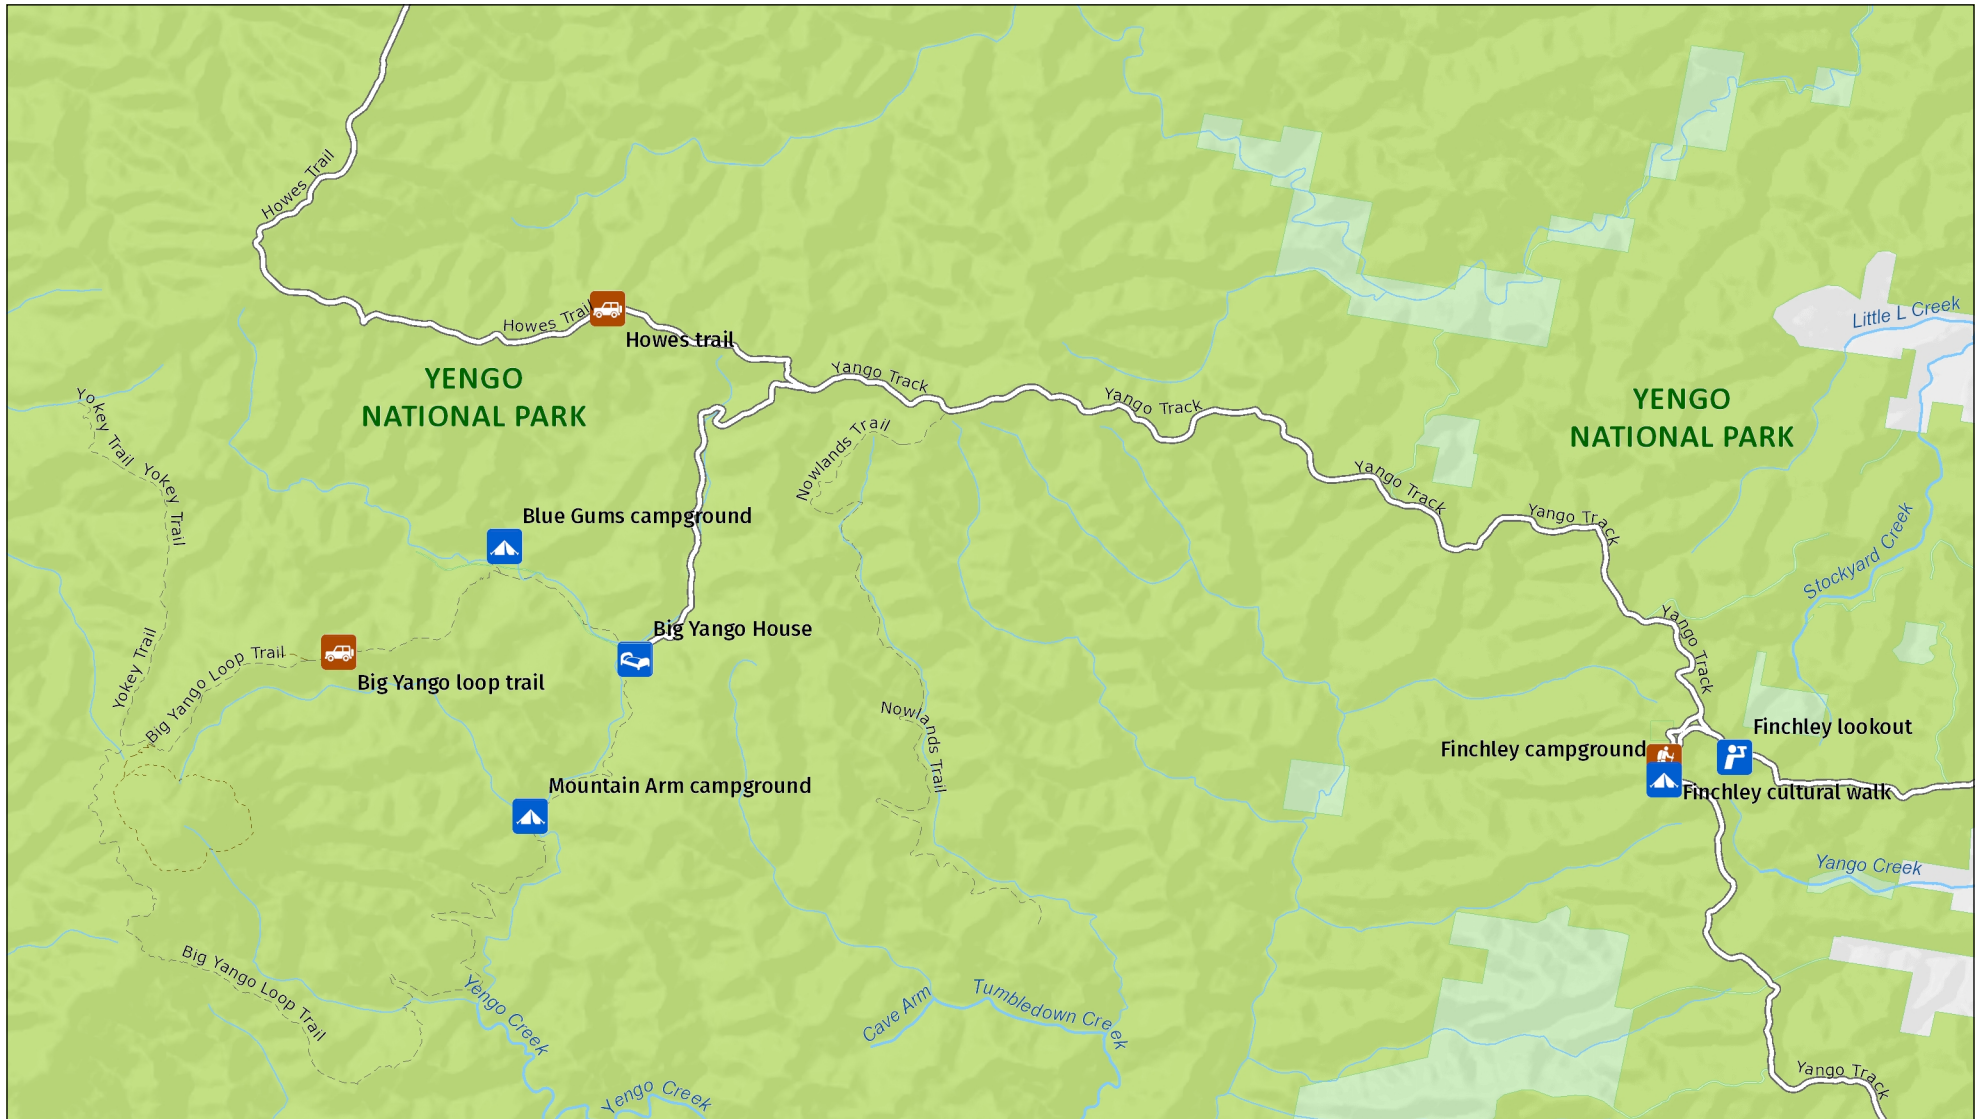 Howes Trail
Little L Creek
Howes Trail
Howes trail
YENGO
NATIONAL PARK
Yango Track
Yango Track
YENGO
NATIONAL PARK
Yokey Trail
Nowlands Trail
Yokey Trail
Yango Track
Yango Track
Blue Gums campground
Stockyard Creek
Big Yango House
Yango Track
Yokey Trail
Big Yango Loop Trail
Big Yango loop trail
Nowlands Trail
Finchley lookout
Finchley campground
Mountain Arm campground
Finchley cultural walk
Yango Creek
Big Yango Loop Trail
Yengo Creek
Cave Arm
Tumbledown Creek
Yango Track
Yengo Creek